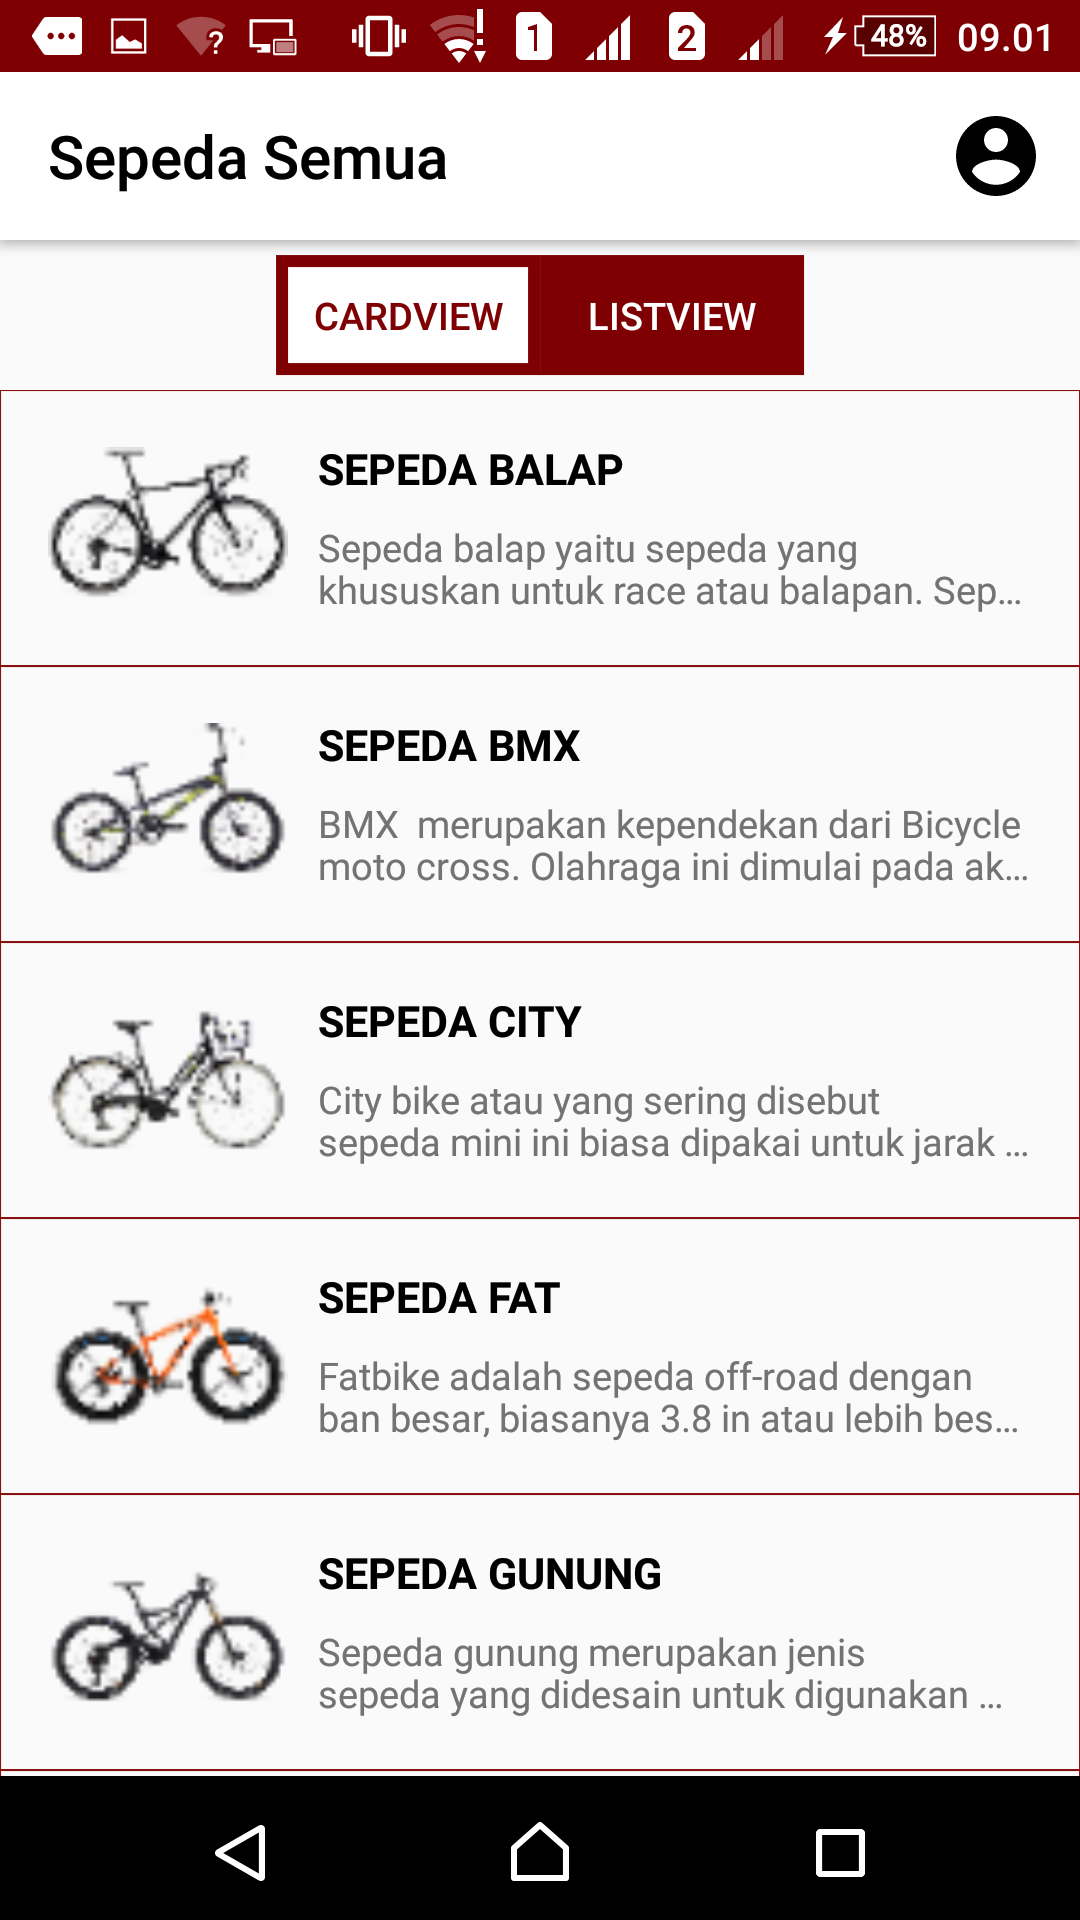 1 2 48% 09.01
Sepeda Semua
CARDVIEW LISTVIEW
SEPEDA BALAP
Sepeda balap yaitu sepeda yang
khususkan untuk race atau balapan. Sep...
SEPEDA BMX
BMX  merupakan kependekan dari Bicycle
moto cross. Olahraga ini dimulai pada ak...
SEPEDA CITY
City bike atau yang sering disebut
sepeda mini ini biasa dipakai untuk jarak ...
SEPEDA FAT
Fatbike adalah sepeda off-road dengan
ban besar, biasanya 3.8 in atau lebih bes...
SEPEDA GUNUNG
Sepeda gunung merupakan jenis
sepeda yang didesain untuk digunakan ...